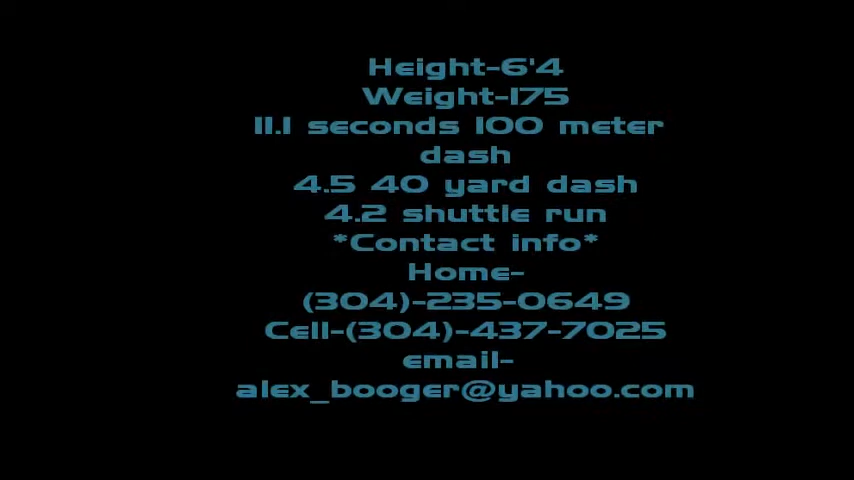 Height-6'4
Weight-175
11.1 seconds 100 meter
dash
4.5 40 yard dash
4.2 shuttle run
*Contact info*
Home-
(304)-235-0649
Cell-(304)-437-7025
email-
alex_booger@yahoo.com